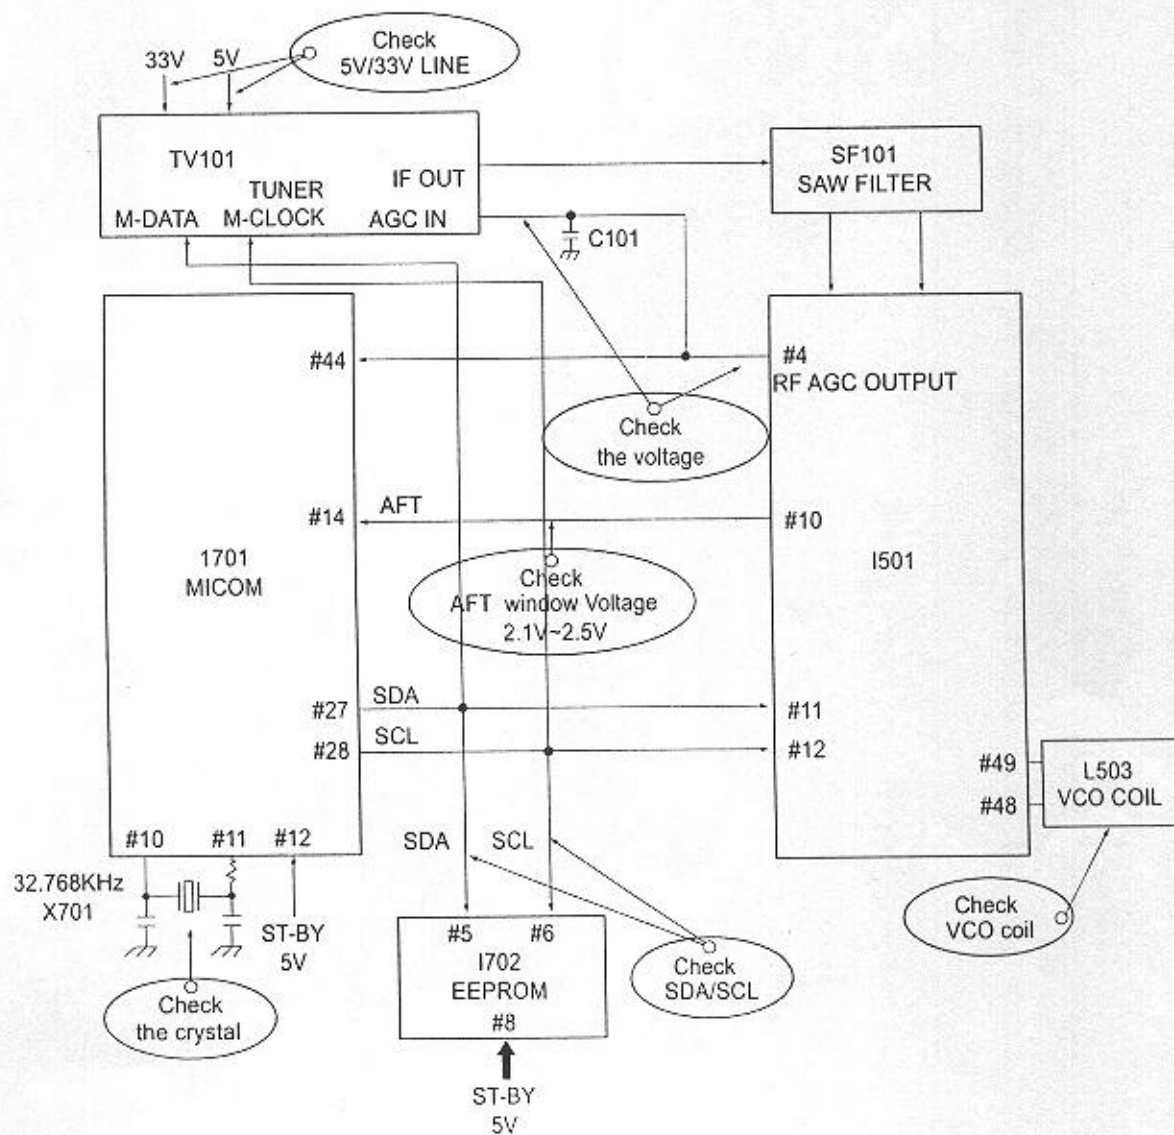 Check
5V/33V LINE
33V
5V
TV101
TUNER
IF OUT
M-DATA
M-CLOCK
AGC IN
SF101
SAW FILTER
C101
#44
#4
RF AGC OUTPUT
Check
the voltage
#14
AFT
#10
1701
MICOM
I501
Check
AFT window Voltage
2.1V~2.5V
#27
SDA
#11
#28
SCL
#12
#49
#48
L503
VCO COIL
#10
#11
#12
SDA
SCL
32.768KHz
X701
ST-BY
5V
Check
the crystal
#5
#6
I702
EEPROM
#8
Check
SDA/SCL
Check
VCO coil
ST-BY
5V